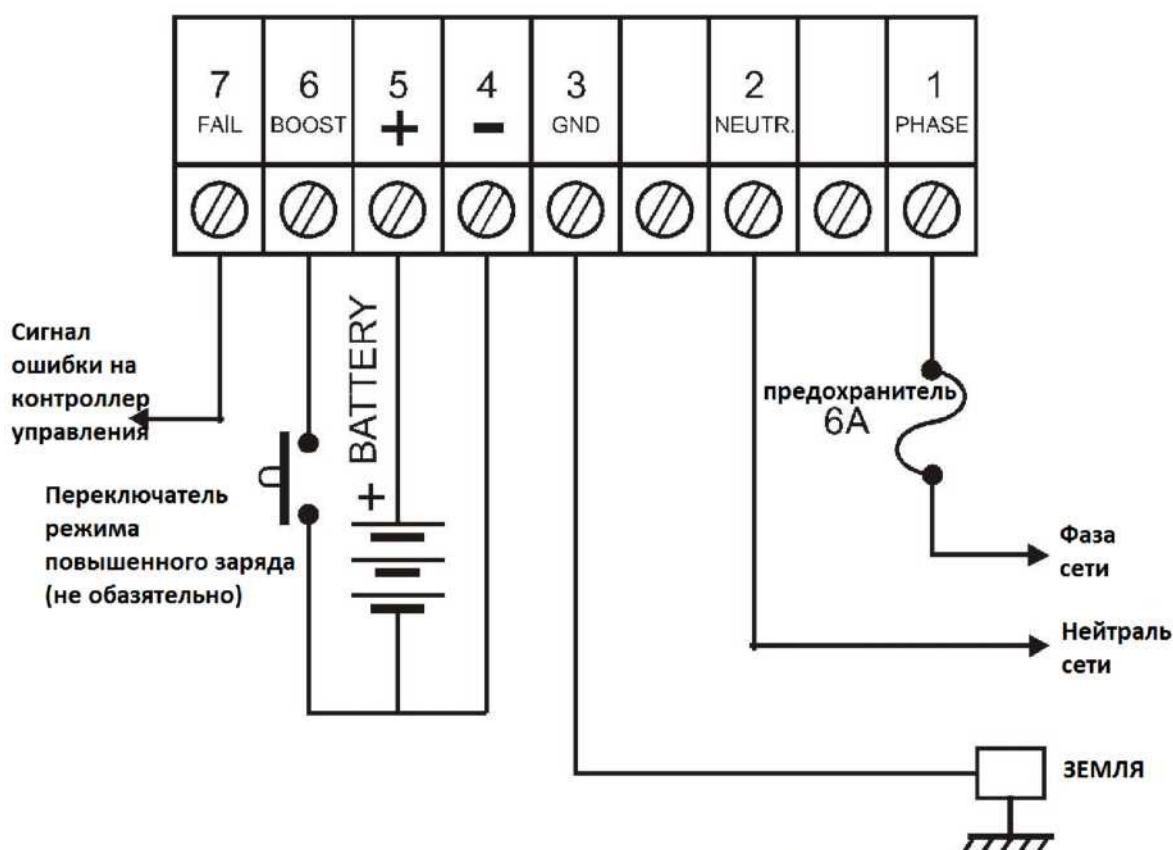 7 6 5 4 3 2 1
FAIL BOOST + - GND NEUTR. PHASE
Сигнал
ошибки на
контроллер
управления
+ BATTERY
предохранитель
6A
Переключатель
режима
повышенного заряда
(не обазятельно)
Фаза
сети
Нейтраль
сети
ЗЕМЛЯ